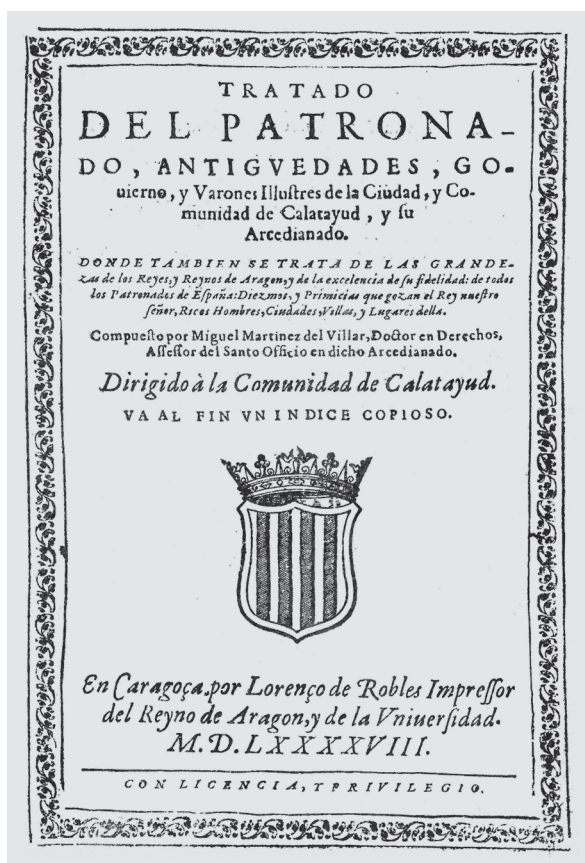 TRATADO
DEL PATRONA-
DO, ANTIGVEDADES, GO-
uierno, y Varones Illuſtres de la Ciudad, y Co-
munidad de Calatayud, y ſu
Arcedianado.
DONDE TAMBIEN SE TRATA DE LAS GRANDE-
zas de los Reyes, y Reynos de Aragon, y de la excelencia de ſu fidelidad: de todos
los Patronados de Eſpaña: Diezmos, y Primicias que gozan el Rey nueſtro
ſeñor, Ricos Hombres, Ciudades, Villas, y Lugares della.
Compueſto por Miguel Martinez del Villar, Doctor en Derechos,
Aſſeſſor del Santo Officio en dicho Arcedianado.
Dirigido à la Comunidad de Calatayud.
VA AL FIN VN INDICE COPIOSO.
En Caragoça, por Lorenço de Robles Impreſſor
del Reyno de Aragon, y de la Vniuerſidad.
M.D.LXXXXVIII.
CON LICENCIA, Y PRIVILEGIO.